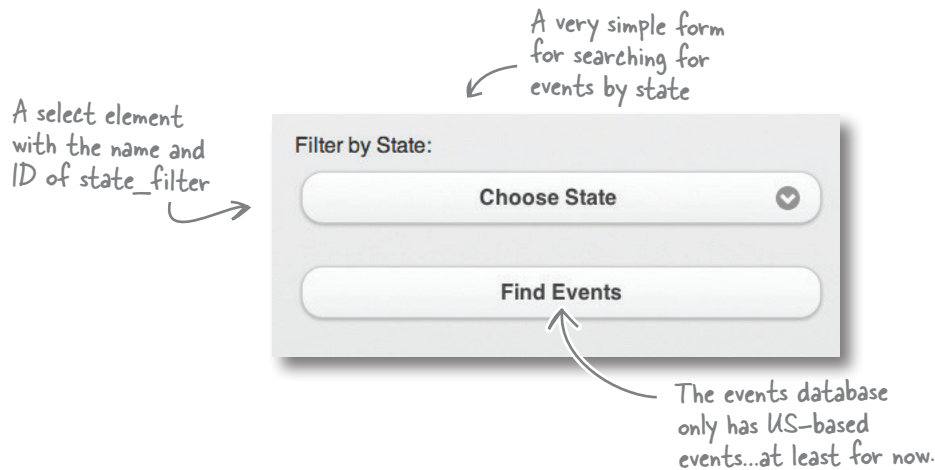 A very simple form
for searching for
events by state
A select element
with the name and
ID of state_filter
Filter by State:
Choose State
Find Events
The events database
only has US-based
events...at least for now.